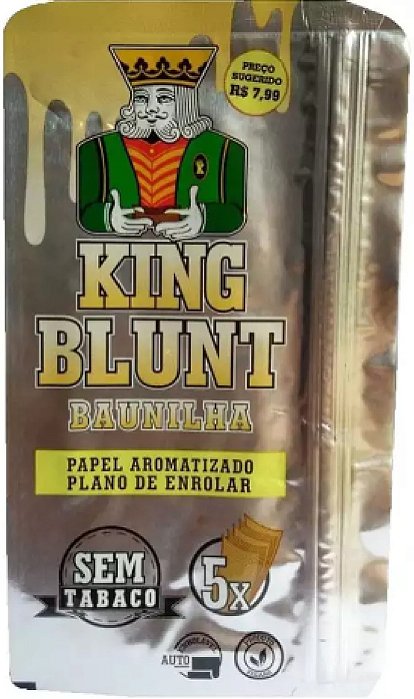 PREÇO
SUGERIDO
R$ 7,99
KING
BLUNT
BAUNILHA
PAPEL AROMATIZADO
PLANO DE ENROLAR
SEM
TABACO
5x
AUTO